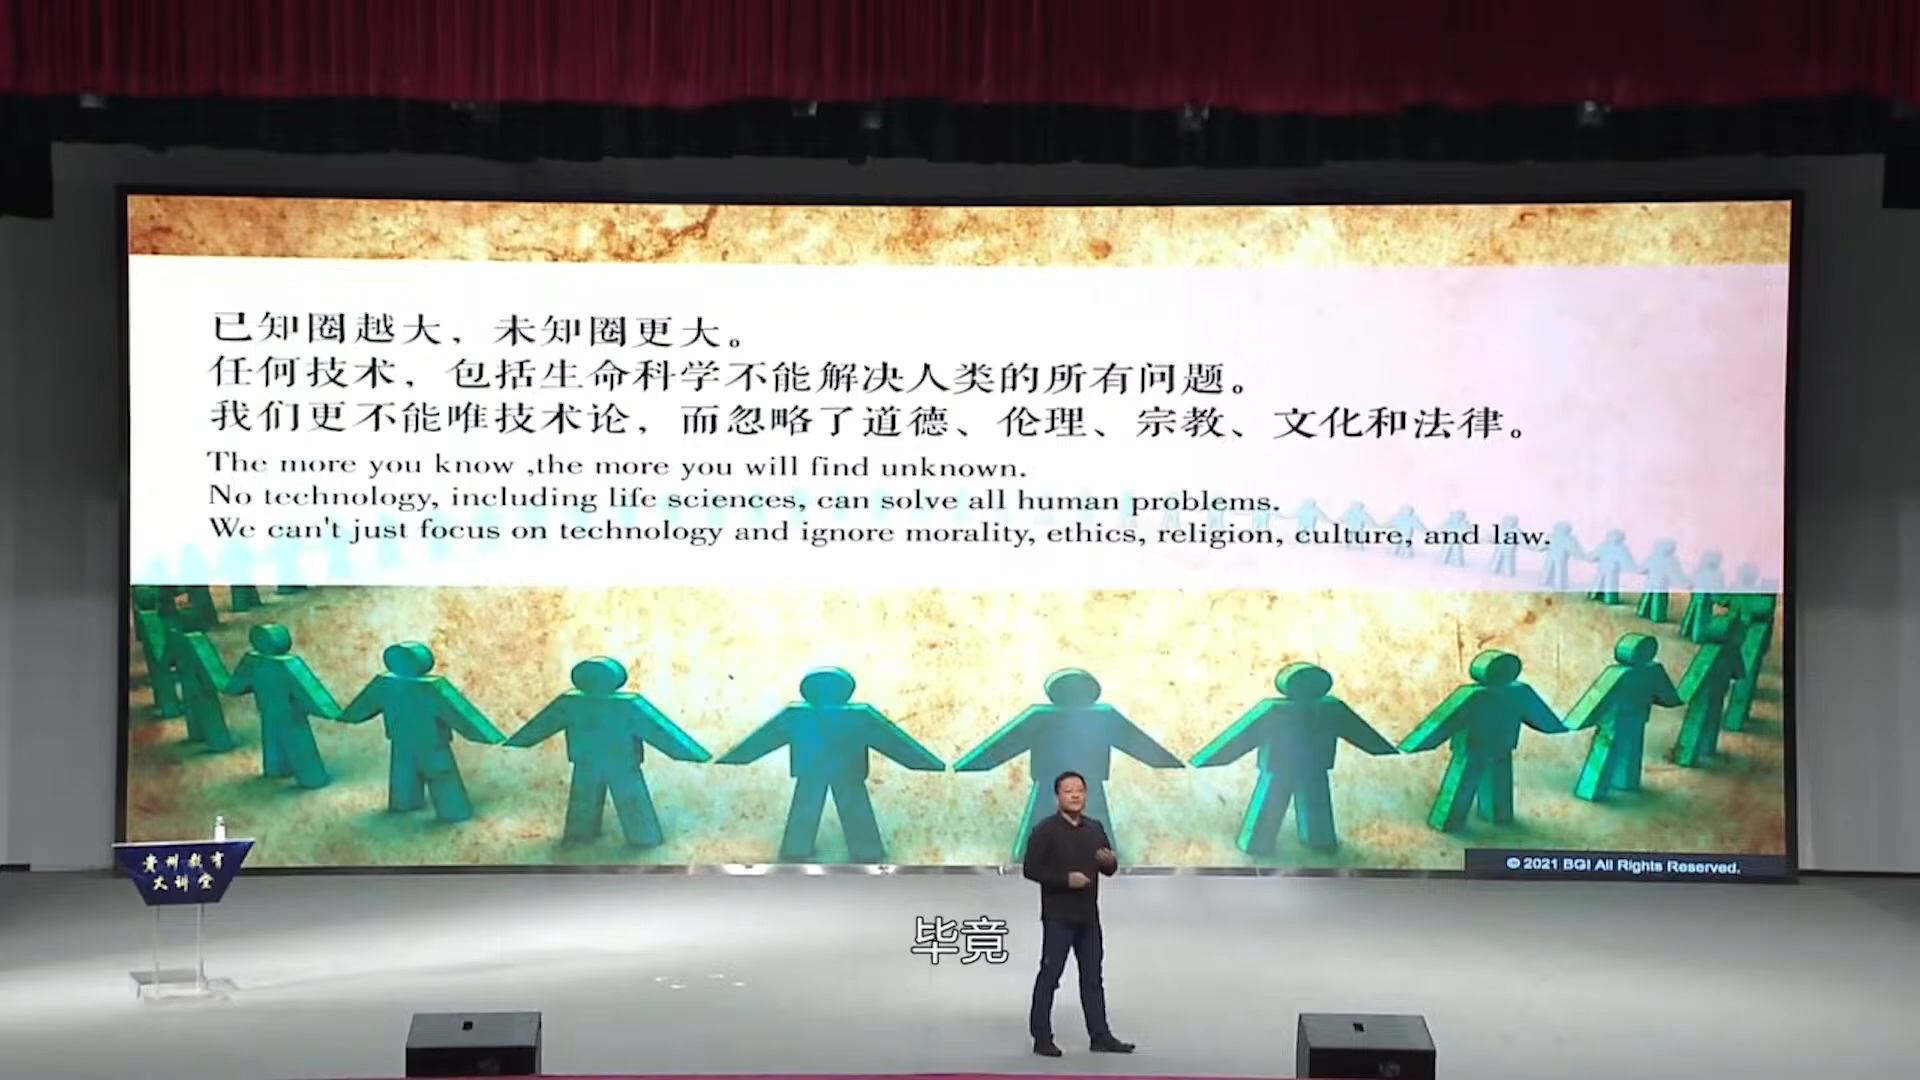 已知圈越大，未知圈更大。
任何技术，包括生命科学不能解决人类的所有问题。
我们更不能唯技术论，而忽略了道德、伦理、宗教、文化和法律。
The more you know ,the more you will find unknown.
No technology, including life sciences, can solve all human problems.
We can't just focus on technology and ignore morality, ethics, religion, culture, and law.
© 2021 BGI All Rights Reserved.
贵州教育
大讲堂
毕竟